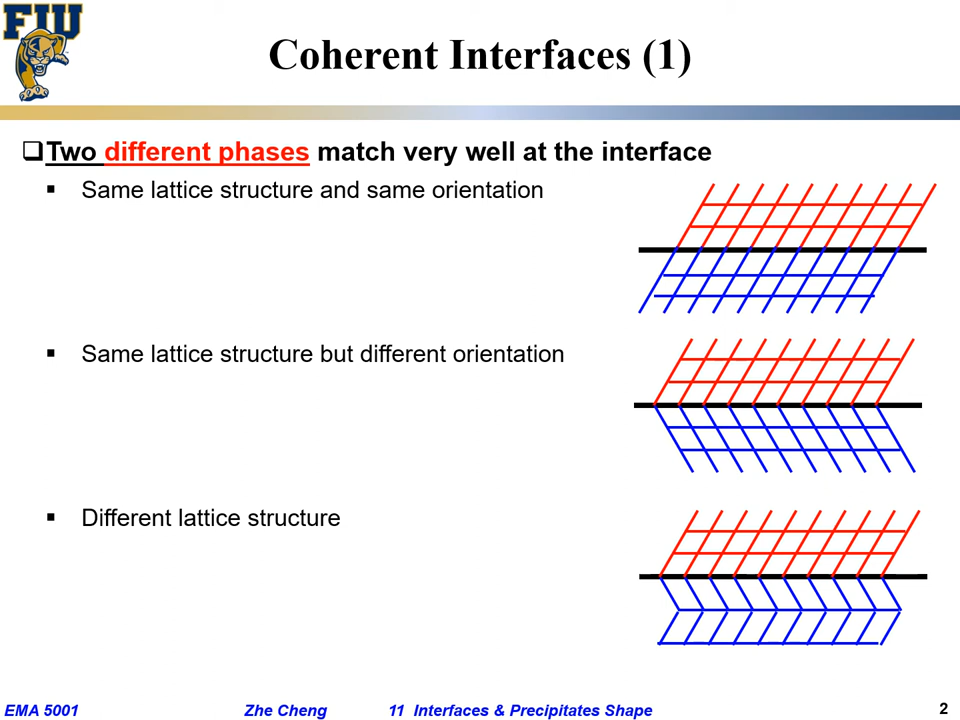 FIU
Coherent Interfaces (1)
Two different phases match very well at the interface
Same lattice structure and same orientation
Same lattice structure but different orientation
Different lattice structure
EMA 5001 Zhe Cheng 11 Interfaces & Precipitates Shape 2